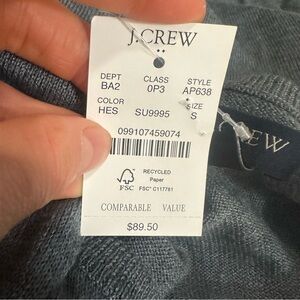 J.CREW
DEPT CLASS STYLE
BA2 0P3 AP638
COLOR SIZE
HES SU9995 S
099107459074
RECYCLED
Paper
FSC
FSC® C117781
COMPARABLE VALUE
$89.50